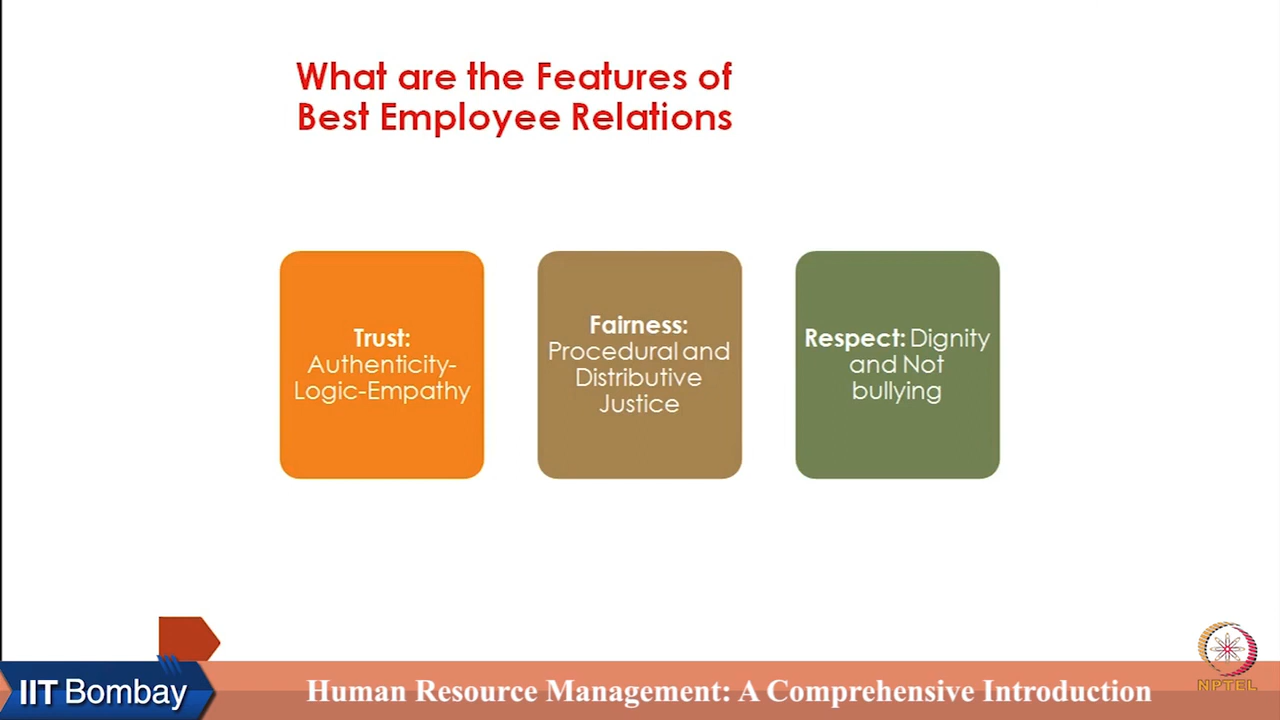 What are the Features of
Best Employee Relations
Trust:
Authenticity-
Logic-Empathy
Fairness:
Procedural and
Distributive
Justice
Respect: Dignity
and Not
bullying
IIT Bombay
Human Resource Management: A Comprehensive Introduction
NPTEL